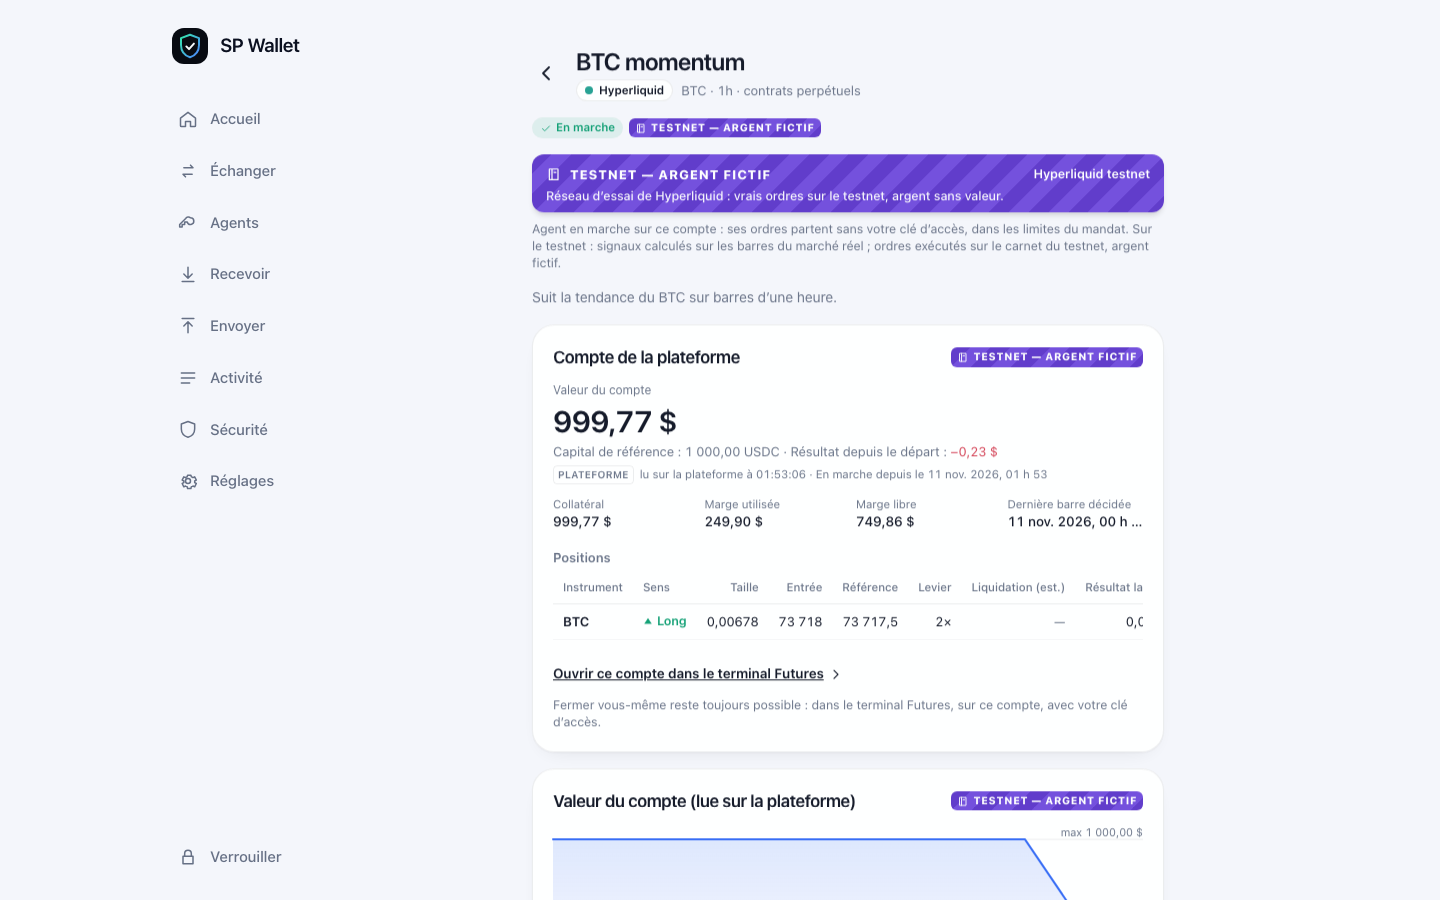 SP Wallet
Accueil
Échanger
Agents
Recevoir
Envoyer
Activité
Sécurité
Réglages
Verrouiller
BTC momentum
Hyperliquid BTC · 1h · contrats perpétuels
En marche TESTNET — ARGENT FICTIF
TESTNET — ARGENT FICTIF Hyperliquid testnet
Réseau d’essai de Hyperliquid : vrais ordres sur le testnet, argent sans valeur.
Agent en marche sur ce compte : ses ordres partent sans votre clé d’accès, dans les limites du mandat. Sur
le testnet : signaux calculés sur les barres du marché réel ; ordres exécutés sur le carnet du testnet, argent
fictif.
Suit la tendance du BTC sur barres d’une heure.
Compte de la plateforme TESTNET — ARGENT FICTIF
Valeur du compte
999,77 $
Capital de référence : 1 000,00 USDC · Résultat depuis le départ : −0,23 $
PLATEFORME lu sur la plateforme à 01:53:06 · En marche depuis le 11 nov. 2026, 01 h 53
Collatéral Marge utilisée Marge libre Dernière barre décidée
999,77 $ 249,90 $ 749,86 $ 11 nov. 2026, 00 h ...
Positions
Instrument Sens Taille Entrée Référence Levier Liquidation (est.) Résultat la
BTC ▲ Long 0,00678 73 718 73 717,5 2× — 0,0
Ouvrir ce compte dans le terminal Futures
Fermer vous-même reste toujours possible : dans le terminal Futures, sur ce compte, avec votre clé
d’accès.
Valeur du compte (lue sur la plateforme) TESTNET — ARGENT FICTIF
max 1 000,00 $